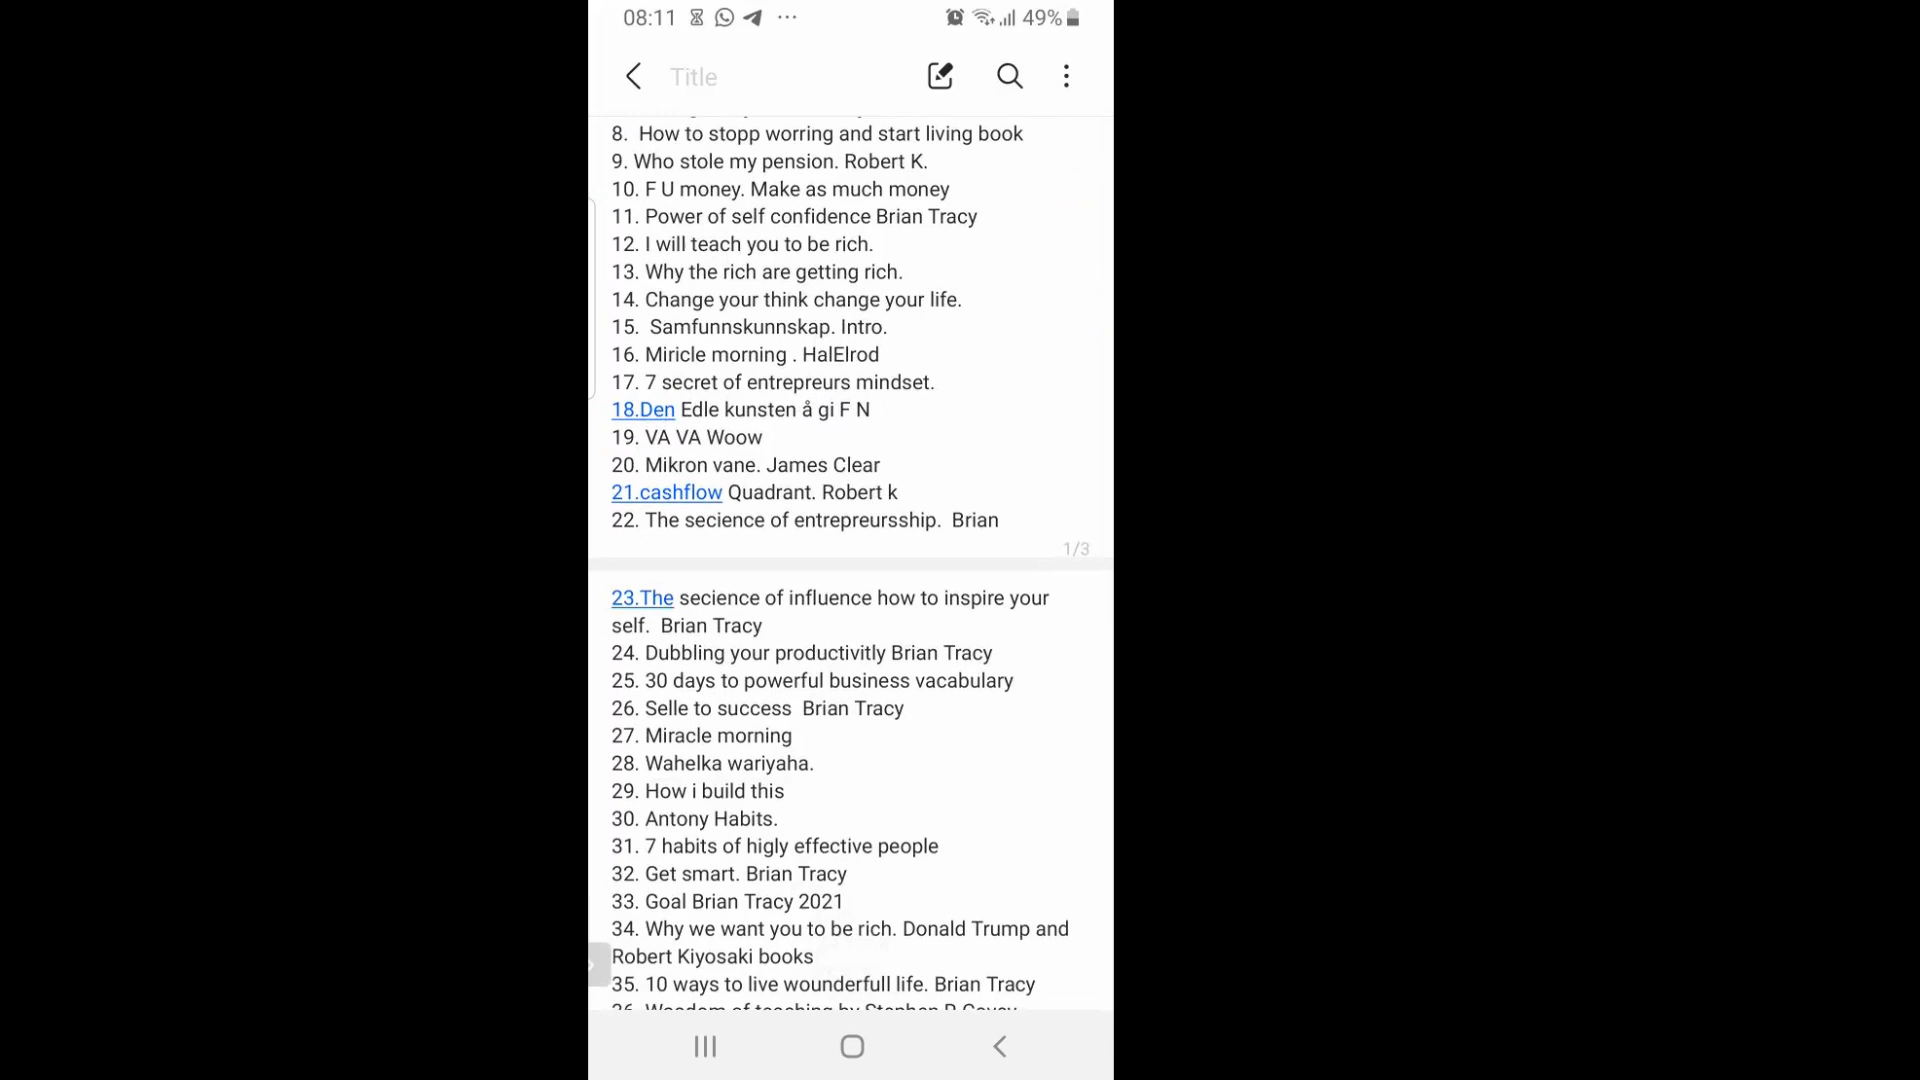 08:11 ... 49%
Title
8. How to stopp worring and start living book
9. Who stole my pension. Robert K.
10. F U money. Make as much money
11. Power of self confidence Brian Tracy
12. I will teach you to be rich.
13. Why the rich are getting rich.
14. Change your think change your life.
15. Samfunnskunnskap. Intro.
16. Miricle morning . HalElrod
17. 7 secret of entrepreurs mindset.
18.Den Edle kunsten å gi F N
19. VA VA Woow
20. Mikron vane. James Clear
21.cashflow Quadrant. Robert k
22. The secience of entrepreursship. Brian
1/3
23.The secience of influence how to inspire your
self. Brian Tracy
24. Dubbling your productivitly Brian Tracy
25. 30 days to powerful business vacabulary
26. Selle to success Brian Tracy
27. Miracle morning
28. Wahelka wariyaha.
29. How i build this
30. Antony Habits.
31. 7 habits of higly effective people
32. Get smart. Brian Tracy
33. Goal Brian Tracy 2021
34. Why we want you to be rich. Donald Trump and
Robert Kiyosaki books
35. 10 ways to live wounderfull life. Brian Tracy